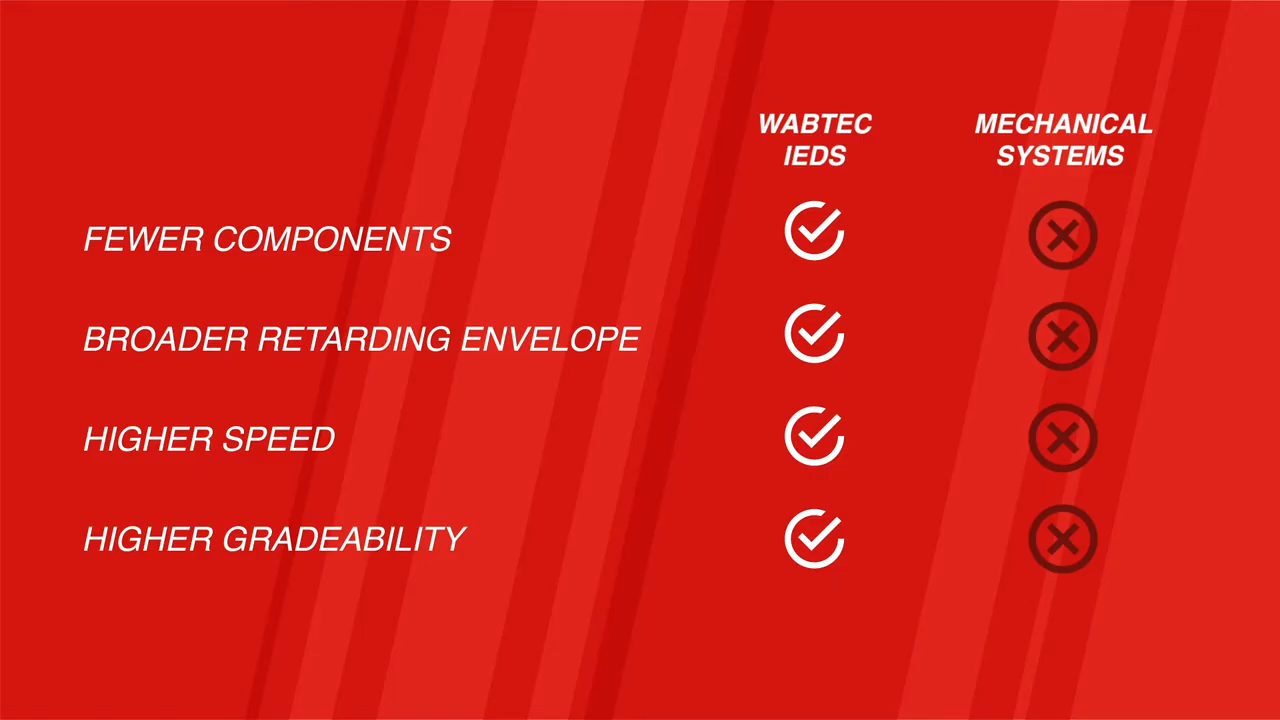 WABTEC
IEDS
MECHANICAL
SYSTEMS
FEWER COMPONENTS
BROADER RETARDING ENVELOPE
HIGHER SPEED
HIGHER GRADEABILITY